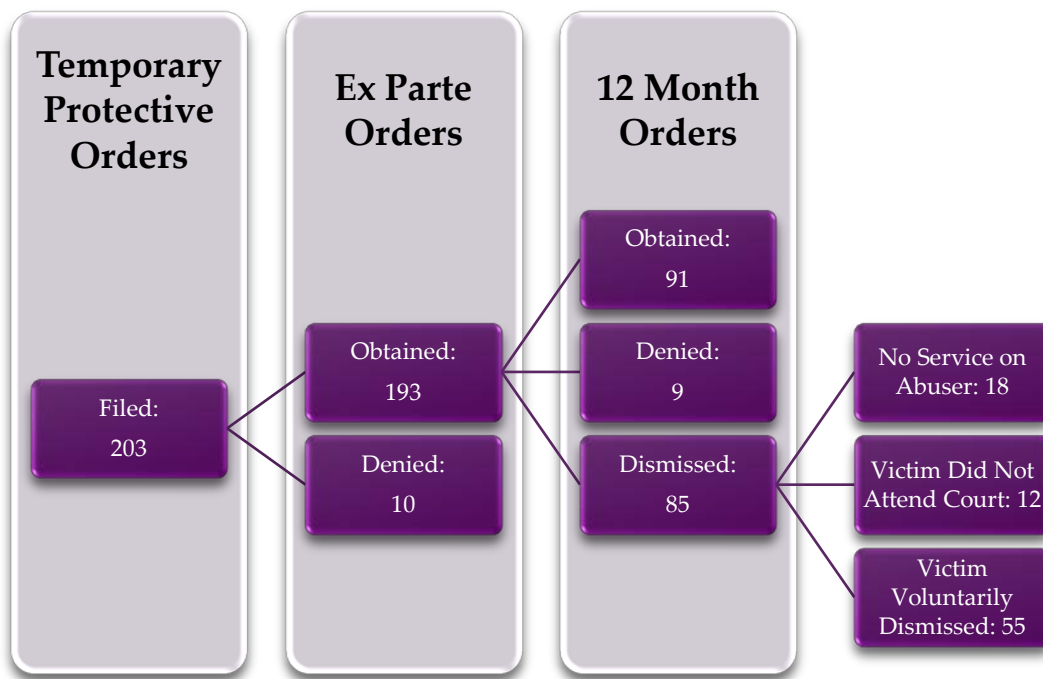 Temporary
Protective
Orders
Filed:
203
Ex Parte
Orders
Obtained:
193
Denied:
10
12 Month
Orders
Obtained:
91
Denied:
9
Dismissed:
85
No Service on
Abuser: 18
Victim Did Not
Attend Court: 12
Victim
Voluntarily
Dismissed: 55